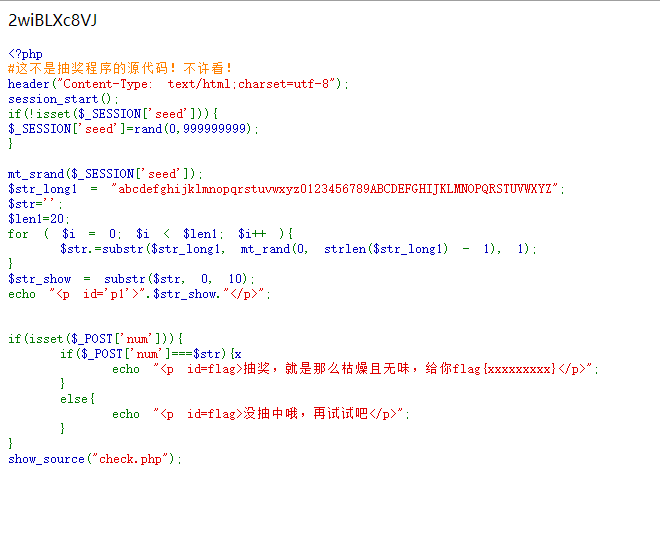 2wiBLXc8VJ
<?php
#这不是抽奖程序的源代码！不许看！
header("Content-Type: text/html;charset=utf-8");
session_start();
if(!isset($_SESSION['seed'])){
$_SESSION['seed']=rand(0,999999999);
}
mt_srand($_SESSION['seed']);
$str_long1 = "abcdefghijklmnopqrstuvwxyz0123456789ABCDEFGHIJKLMNOPQRSTUVWXYZ";
$str='';
$len1=20;
for ( $i = 0; $i < $len1; $i++ ){
$str.=substr($str_long1, mt_rand(0, strlen($str_long1) - 1), 1);
}
$str_show = substr($str, 0, 10);
echo "<p id='p1'>".$str_show."</p>";
if(isset($_POST['num'])){
if($_POST['num']===$str){x
echo "<p id=flag>抽奖，就是那么枯燥且无味，给你flag{xxxxxxxxx}</p>";
}
else{
echo "<p id=flag>没抽中哦，再试试吧</p>";
}
}
show_source("check.php");